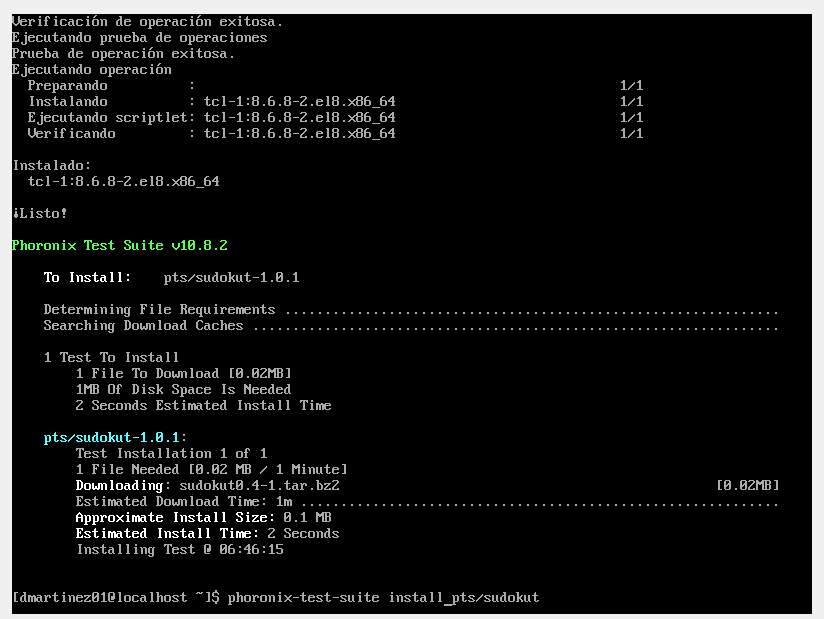 Verificación de operación exitosa.
Ejecutando prueba de operaciones
Prueba de operación exitosa.
Ejecutando operación
  Preparando          :                                                     1/1
  Instalando          : tcl-1:8.6.8-2.el8.x86_64                            1/1
  Ejecutando scriptlet: tcl-1:8.6.8-2.el8.x86_64                            1/1
  Verificando         : tcl-1:8.6.8-2.el8.x86_64                            1/1
Instalado:
  tcl-1:8.6.8-2.el8.x86_64
¡Listo!
Phoronix Test Suite v10.8.2
    To Install:    pts/sudokut-1.0.1
    Determining File Requirements ..............................................................
    Searching Download Caches ..................................................................
    1 Test To Install
        1 File To Download [0.02MB]
        1MB Of Disk Space Is Needed
        2 Seconds Estimated Install Time
    pts/sudokut-1.0.1:
        Test Installation 1 of 1
        1 File Needed [0.02 MB / 1 Minute]
        Downloading: sudokut0.4-1.tar.bz2                                               [0.02MB]
        Estimated Download Time: 1m ............................................................
        Approximate Install Size: 0.1 MB
        Estimated Install Time: 2 Seconds
        Installing Test @ 06:46:15
[dmartinez01@localhost ~]$ phoronix-test-suite install_pts/sudokut